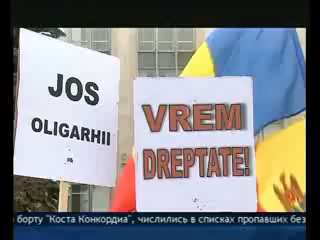 JOS
OLIGARHII
VREM
DREPTATE!
борту "Коста Конкордиа", числились в списках пропавших без